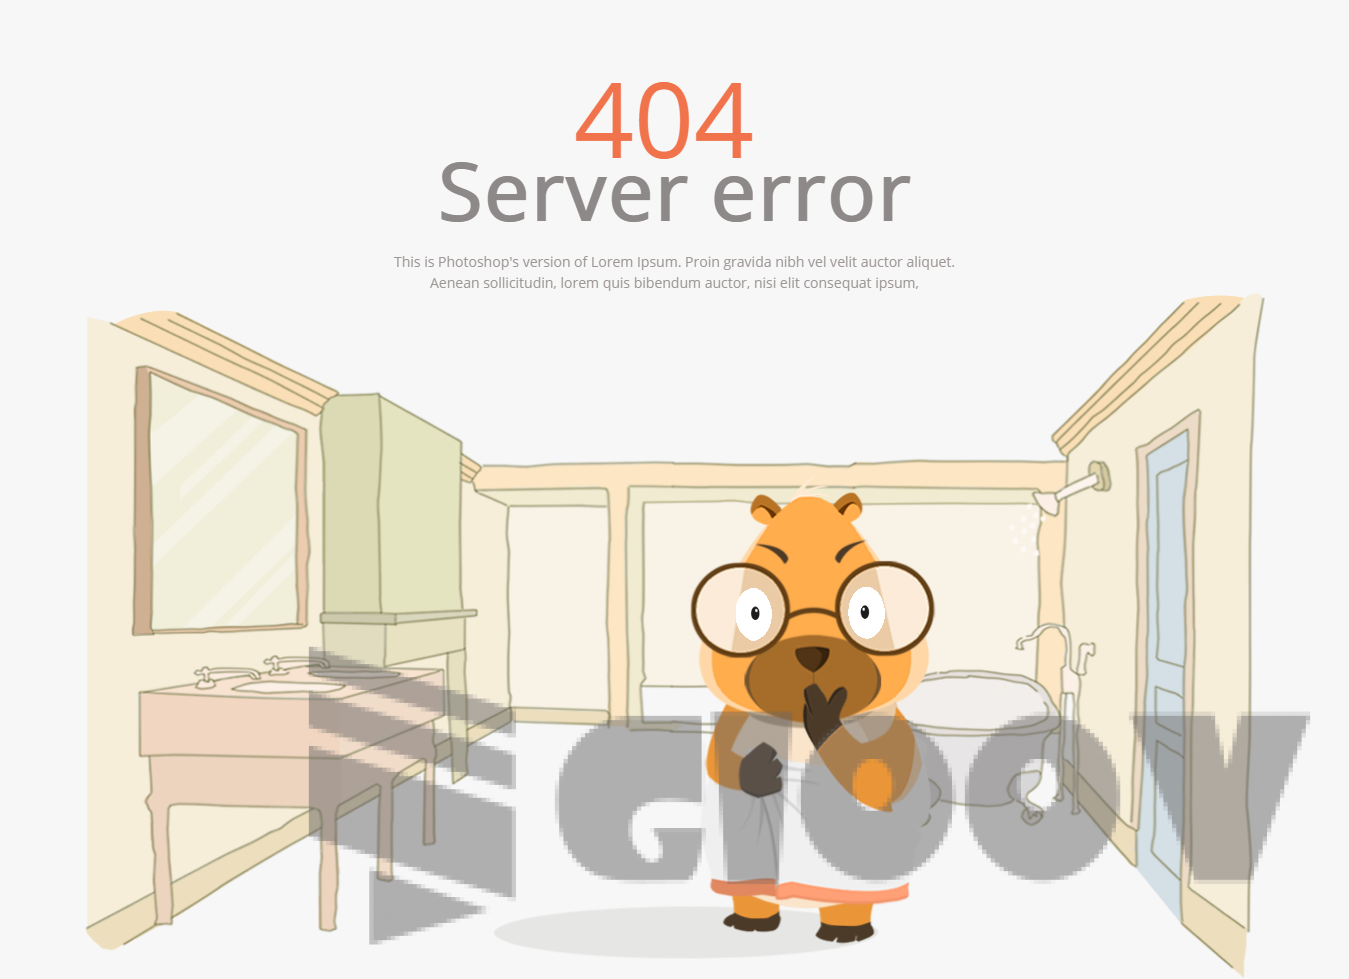 404
Server error
This is Photoshop's version of Lorem Ipsum. Proin gravida nibh vel velit auctor aliquet.
Aenean sollicitudin, lorem quis bibendum auctor, nisi elit consequat ipsum,
GTOOV